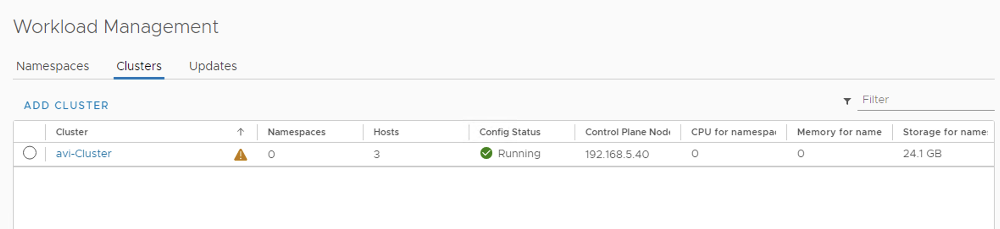 Workload Management
Namespaces Clusters Updates
ADD CLUSTER Filter
Cluster Namespaces Hosts Config Status Control Plane Node CPU for namespa Memory for name Storage for name
avi-Cluster 0 3 Running 192.168.5.40 0 0 24.1 GB